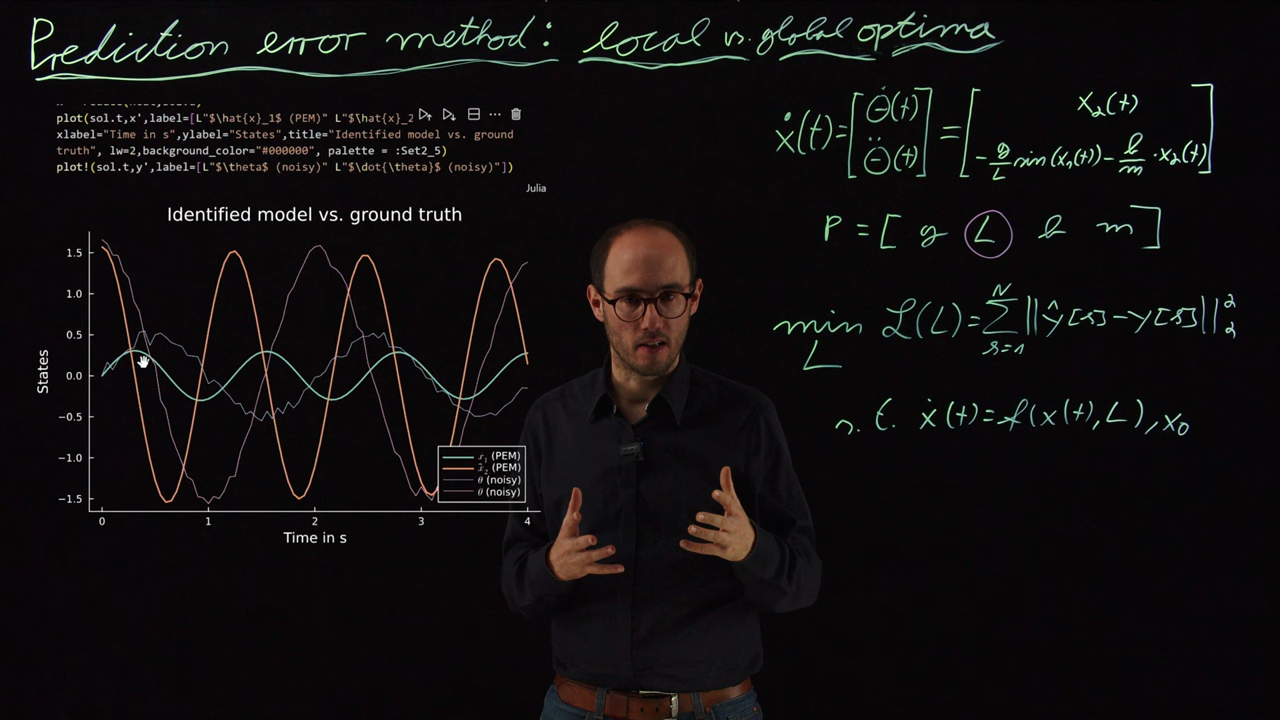 Prediction error method: local vs. global optima
plot(sol.t,x',label=[L"$\hat{x}_1$ (PEM)" L"$\hat{x}_2
xlabel="Time in s",ylabel="States",title="Identified model vs. ground
truth", lw=2,background_color="#000000", palette = :Set2_5)
plot!(sol.t,y',label=[L"$\theta$ (noisy)" L"$\dot{\theta}$ (noisy)"])
Julia
Identified model vs. ground truth
1.5
1.0
0.5
0.0
−0.5
−1.0
−1.5
States
0 1 2 3 4
Time in s
x̂₁ (PEM)
x̂₂ (PEM)
θ (noisy)
θ̇ (noisy)
ẋ(t)=[Θ̇(t) Θ̈(t)]=[x₂(t) -g/L sin(x₁(t))-b/m·x₂(t)]
P=[ g L b m ]
min L ℒ(L)=∑ᴺₛ₌₁||ŷ[s]-y[s]||²₂
s.t. ẋ(t)=f(x(t),L),x₀